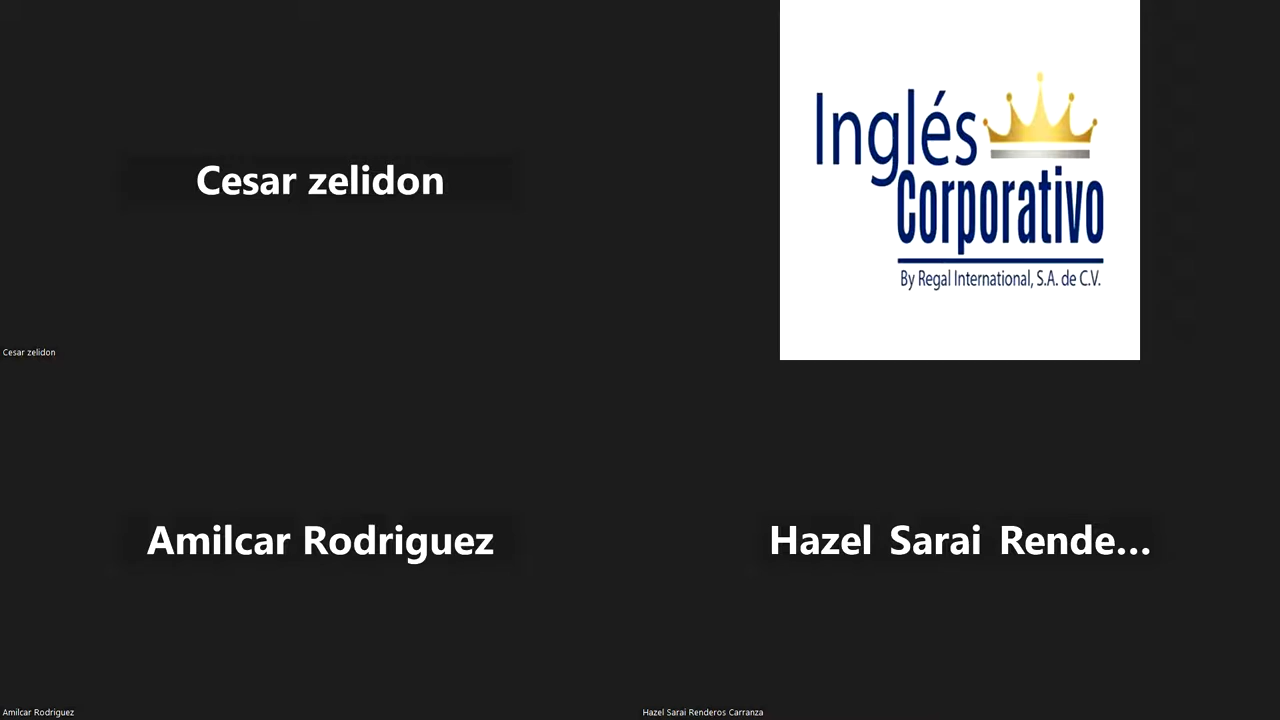 Cesar zelidon
Inglés
Corporativo
By Regal International, S.A. de C.V.
Cesar zelidon
Amilcar Rodriguez
Hazel Sarai Rende...
Amilcar Rodriguez
Hazel Sarai Renderos Carranza